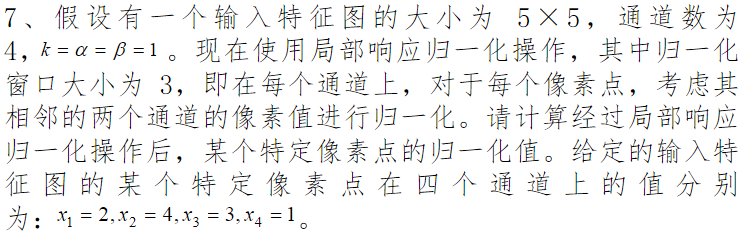 7、假设有一个输入特征图的大小为 5×5，通道数为
4，k = α = β = 1 。现在使用局部响应归一化操作，其中归一化
窗口大小为 3，即在每个通道上，对于每个像素点，考虑其
相邻的两个通道的像素值进行归一化。请计算经过局部响应
归一化操作后，某个特定像素点的归一化值。给定的输入特
征图的某个特定像素点在四个通道上的值分别
为：x₁ = 2, x₂ = 4, x₃ = 3, x₄ = 1。